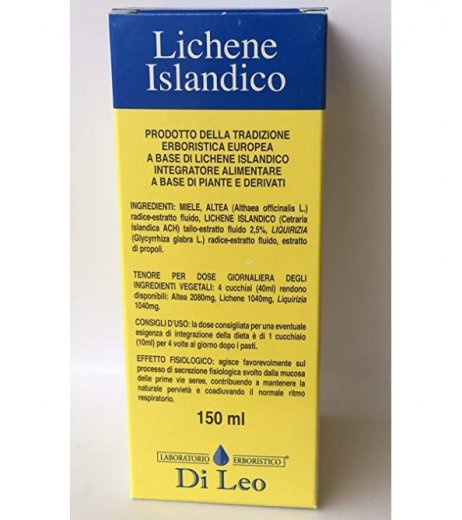 Lichene
Islandico
PRODOTTO DELLA TRADIZIONE
ERBORISTICA EUROPEA
A BASE DI LICHENE ISLANDICO
INTEGRATORE ALIMENTARE
A BASE DI PIANTE E DERIVATI
INGREDIENTI: MIELE, ALTEA (Althaea officinalis L.)
radice-estratto fluido, LICHENE ISLANDICO (Cetraria
islandica ACH) tallo-estratto fluido 2,5%, LIQUIRIZIA
(Glycyrrhiza glabra L.) radice-estratto fluido, estratto
di propoli.
TENORE PER DOSE GIORNALIERA DEGLI
INGREDIENTI VEGETALI: 4 cucchiai (40ml) rendono
disponibili: Altea 2080mg, Lichene 1040mg, Liquirizia
1040mg.
CONSIGLI D'USO: la dose consigliata per una eventuale
esigenza di integrazione della dieta è di 1 cucchiaio
(10ml) per 4 volte al giorno dopo i pasti.
EFFETTO FISIOLOGICO: agisce favorevolmente sul
processo di secrezione fisiologica svolto dalla mucosa
delle prime vie aeree, contribuendo a mantenere la
naturale pervietà e coadiuvando il normale ritmo
respiratorio.
150 ml
LABORATORIO ERBORISTICO®
Di Leo